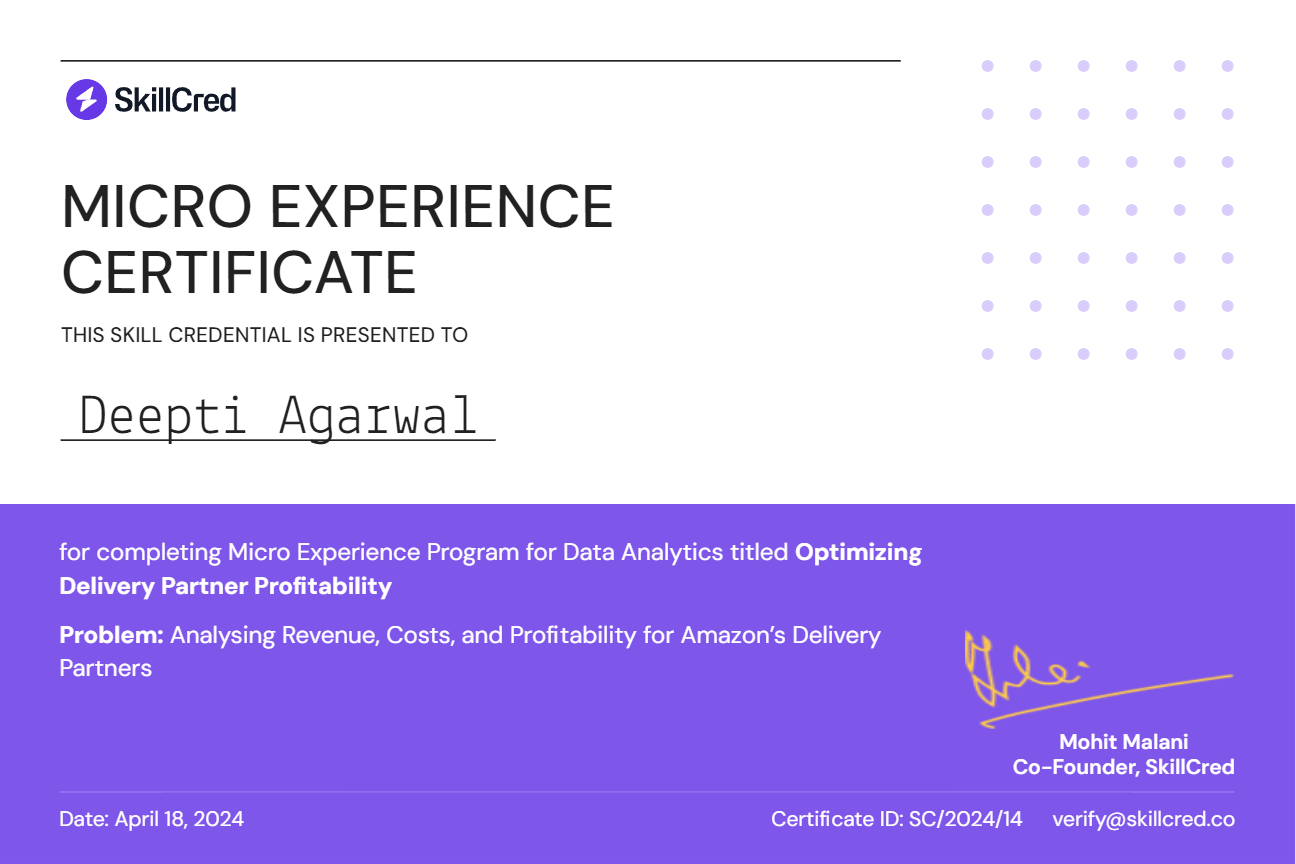 SkillCred
MICRO EXPERIENCE
CERTIFICATE
THIS SKILL CREDENTIAL IS PRESENTED TO
Deepti Agarwal
for completing Micro Experience Program for Data Analytics titled Optimizing
Delivery Partner Profitability
Problem: Analysing Revenue, Costs, and Profitability for Amazon’s Delivery
Partners
Mohit Malani
Co-Founder, SkillCred
Date: April 18, 2024
Certificate ID: SC/2024/14
verify@skillcred.co